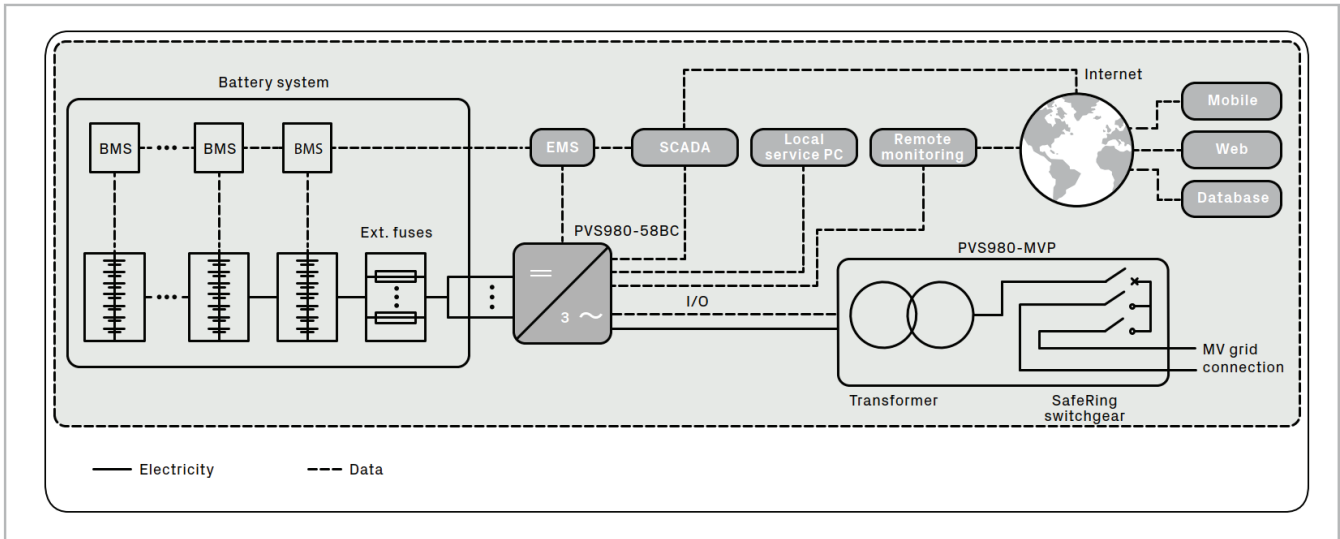 Battery system
Internet
BMS
BMS
BMS
EMS
SCADA
Local
service PC
Remote
monitoring
Mobile
Web
Database
Ext. fuses
PVS980-58BC
PVS980-MVP
I/O
3
MV grid
connection
Transformer
SafeRing
switchgear
Electricity
Data